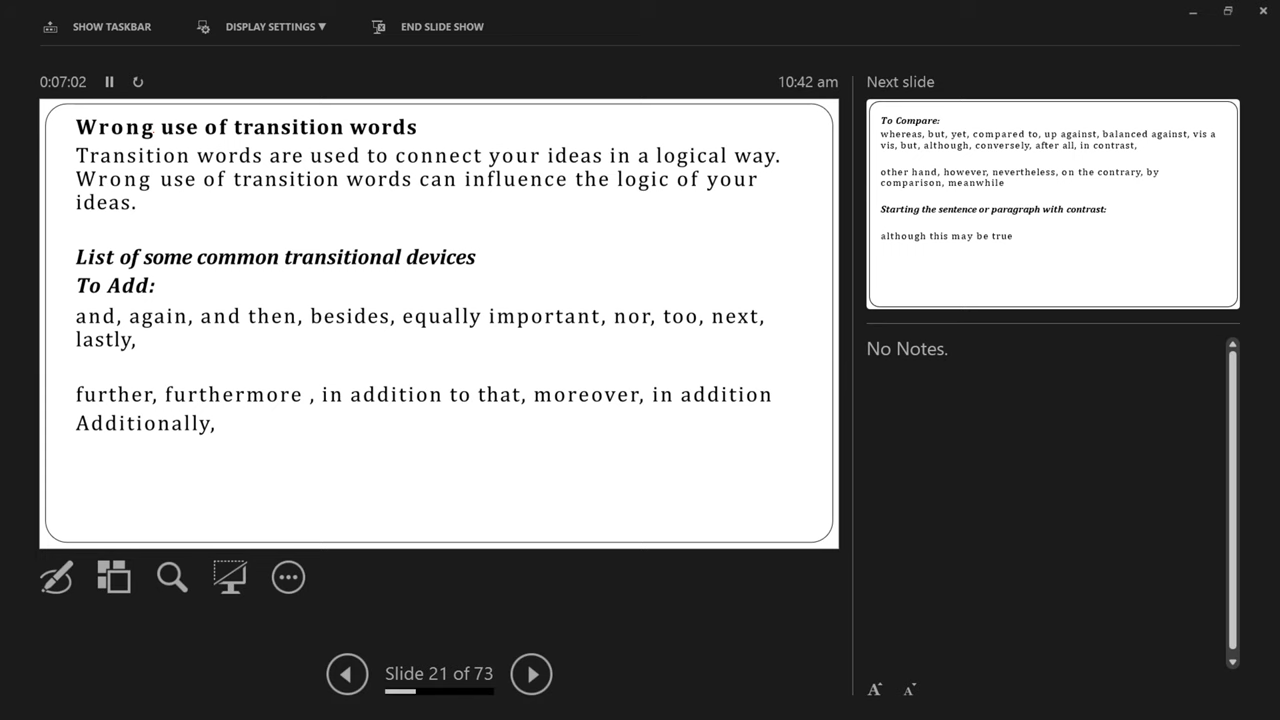 SHOW TASKBAR
DISPLAY SETTINGS ▼
END SLIDE SHOW
0:07:02
10:42 am
Wrong use of transition words
Transition words are used to connect your ideas in a logical way.
Wrong use of transition words can influence the logic of your
ideas.
List of some common transitional devices
To Add:
and, again, and then, besides, equally important, nor, too, next,
lastly,
further, furthermore , in addition to that, moreover, in addition
Additionally,
Slide 21 of 73
Next slide
To Compare:
whereas, but, yet, compared to, up against, balanced against, vis a
vis, but, although, conversely, after all, in contrast,
other hand, however, nevertheless, on the contrary, by
comparison, meanwhile
Starting the sentence or paragraph with contrast:
although this may be true
No Notes.
A A